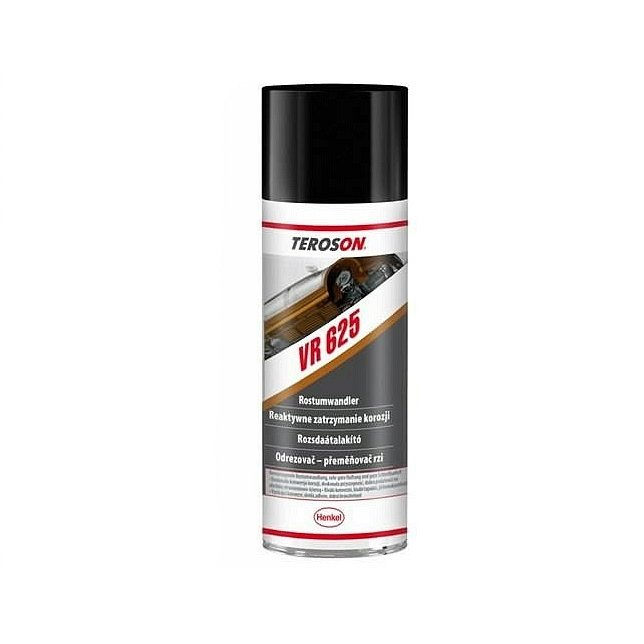 TEROSON
VR 625
Rostumwandler
Reaktywne zatrzymanie korozji
Rozsdaátalakító
Odrezovač – přeměňovač rzi
Henkel